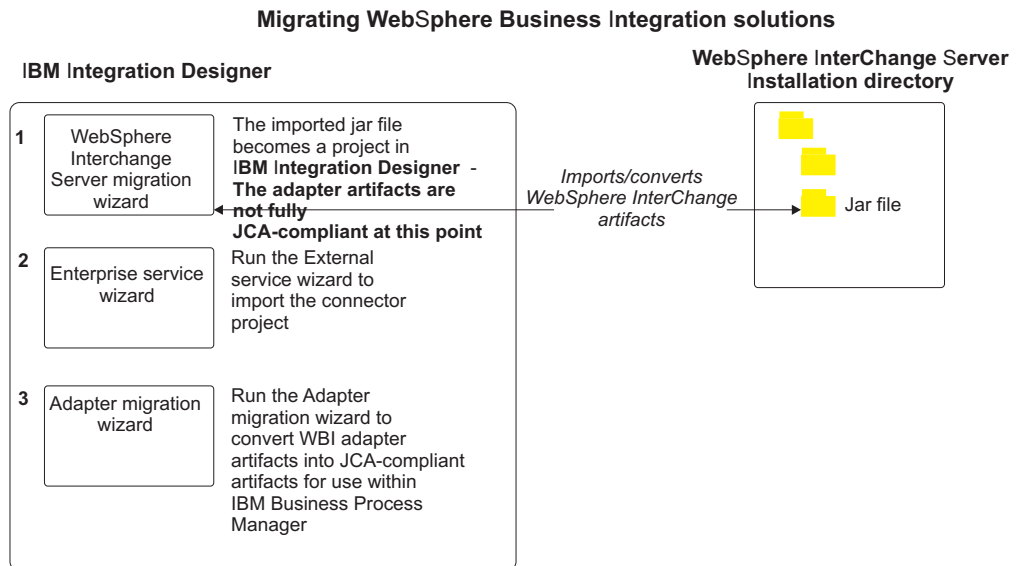 Migrating WebSphere Business Integration solutions
IBM Integration Designer
WebSphere InterChange Server
Installation directory
1
WebSphere
Interchange
Server migration
wizard
The imported jar file
becomes a project in
IBM Integration Designer -
The adapter artifacts are
not fully
JCA-compliant at this point
Imports/converts
WebSphere InterChange
artifacts
Jar file
2
Enterprise service
wizard
Run the External
service wizard to
import the connector
project
3
Adapter migration
wizard
Run the Adapter
migration wizard to
convert WBI adapter
artifacts into JCA-compliant
artifacts for use within
IBM Business Process
Manager